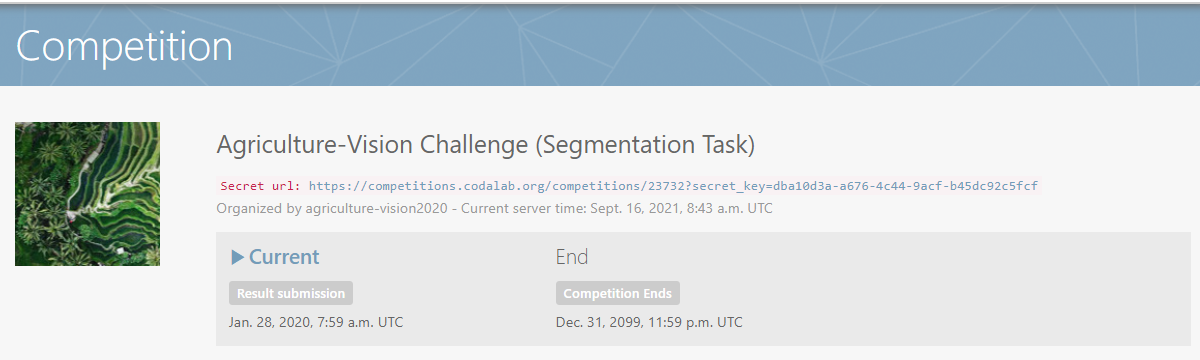 Competition
Agriculture-Vision Challenge (Segmentation Task)
Secret url: https://competitions.codalab.org/competitions/23732?secret_key=dba10d3a-a676-4c44-9acf-b45dc92c5fcf
Organized by agriculture-vision2020 - Current server time: Sept. 16, 2021, 8:43 a.m. UTC
Current
End
Result submission
Competition Ends
Jan. 28, 2020, 7:59 a.m. UTC
Dec. 31, 2099, 11:59 p.m. UTC